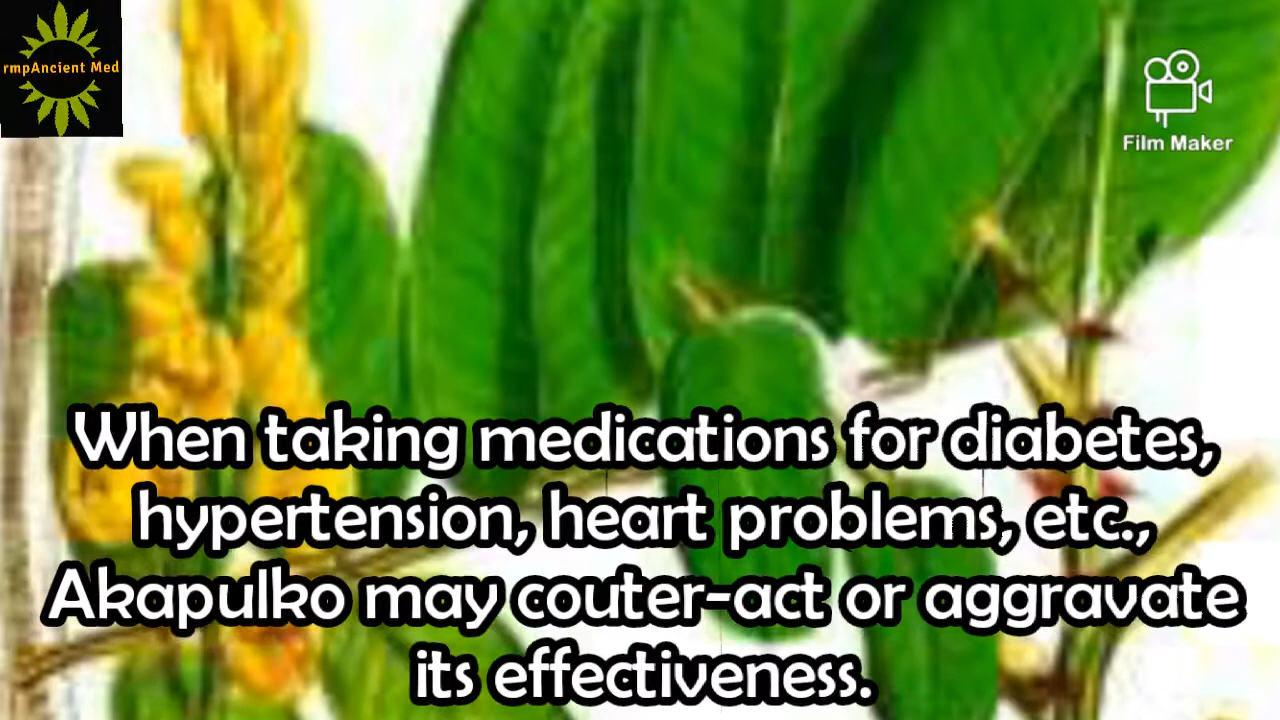 rmpAncient Med
Film Maker
When taking medications for diabetes,
hypertension, heart problems, etc.,
Akapulko may couter-act or aggravate
its effectiveness.